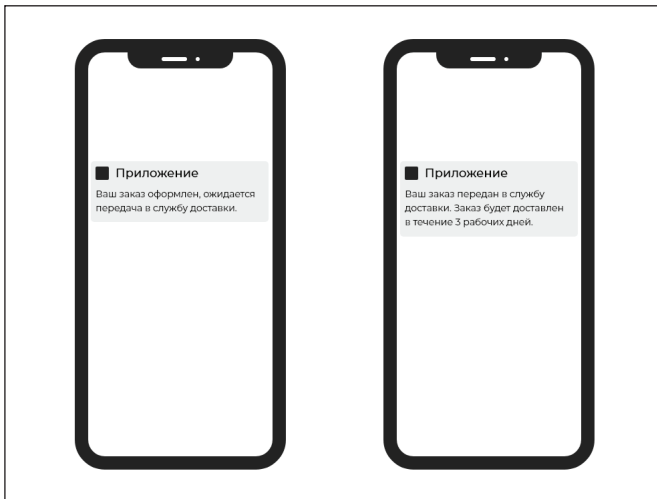 Приложение
Ваш заказ оформлен, ожидается
передача в службу доставки.
Приложение
Ваш заказ передан в службу
доставки. Заказ будет доставлен
в течение 3 рабочих дней.